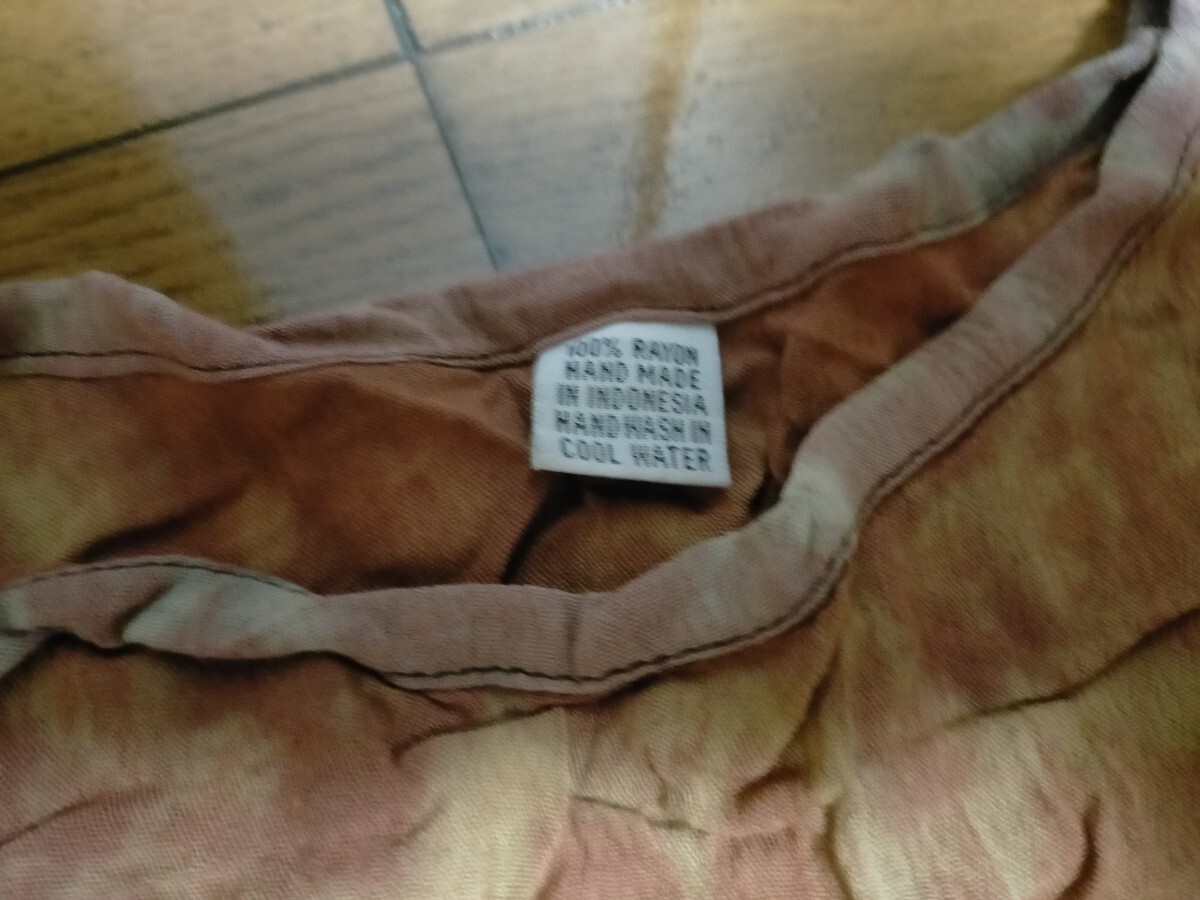 100% RAYON
HAND MADE
IN INDONESIA
HAND WASH IN
COOL WATER